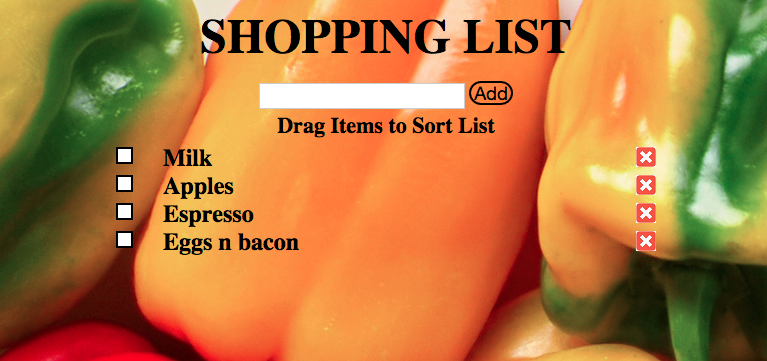 SHOPPING LIST
Add
Drag Items to Sort List
Milk
Apples
Espresso
Eggs n bacon